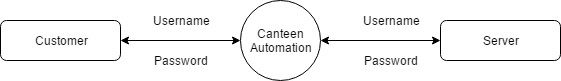 Username
Username
Customer
Canteen
Automation
Server
Password
Password